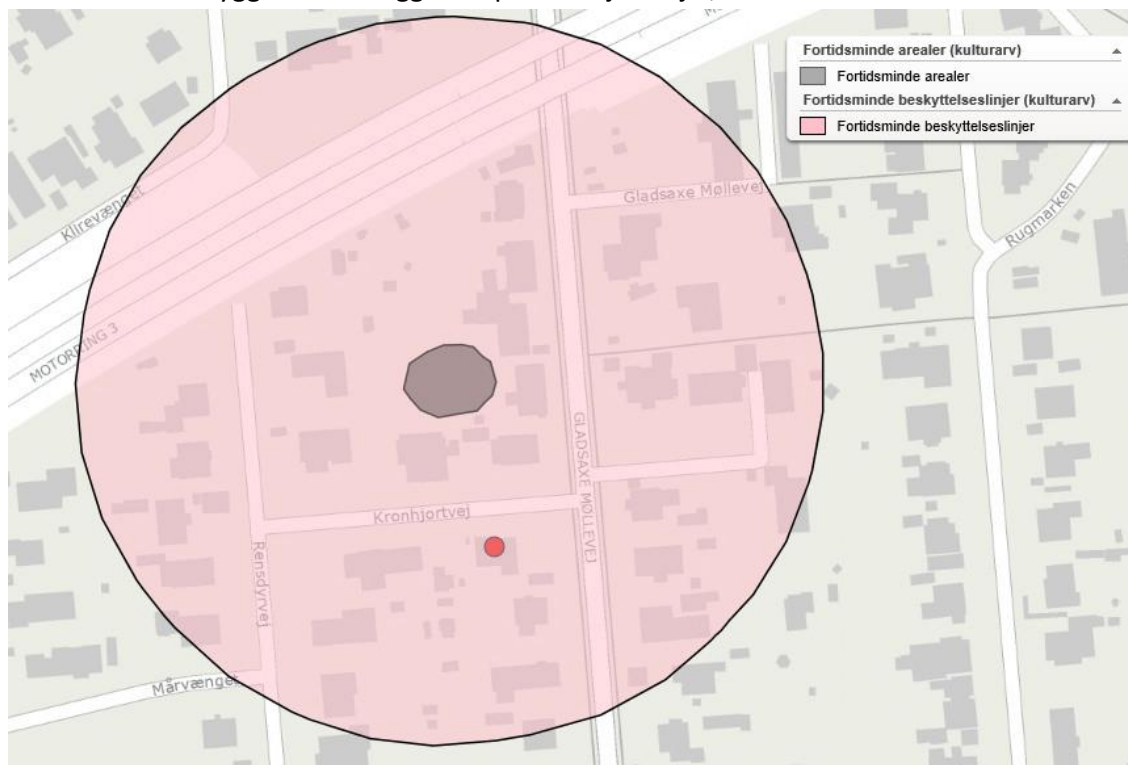 Fortidsminde arealer (kulturarv)
Fortidsminde arealer
Fortidsminde beskyttelseslinjer (kulturarv)
Fortidsminde beskyttelseslinjer
Klirevænget
Gladsaxe Møllevej
Rugmarken
MOTORRING 3
GLADSAXE MØLLEVEJ
Kronhjortvej
Rensdyrvej
Mårvænget